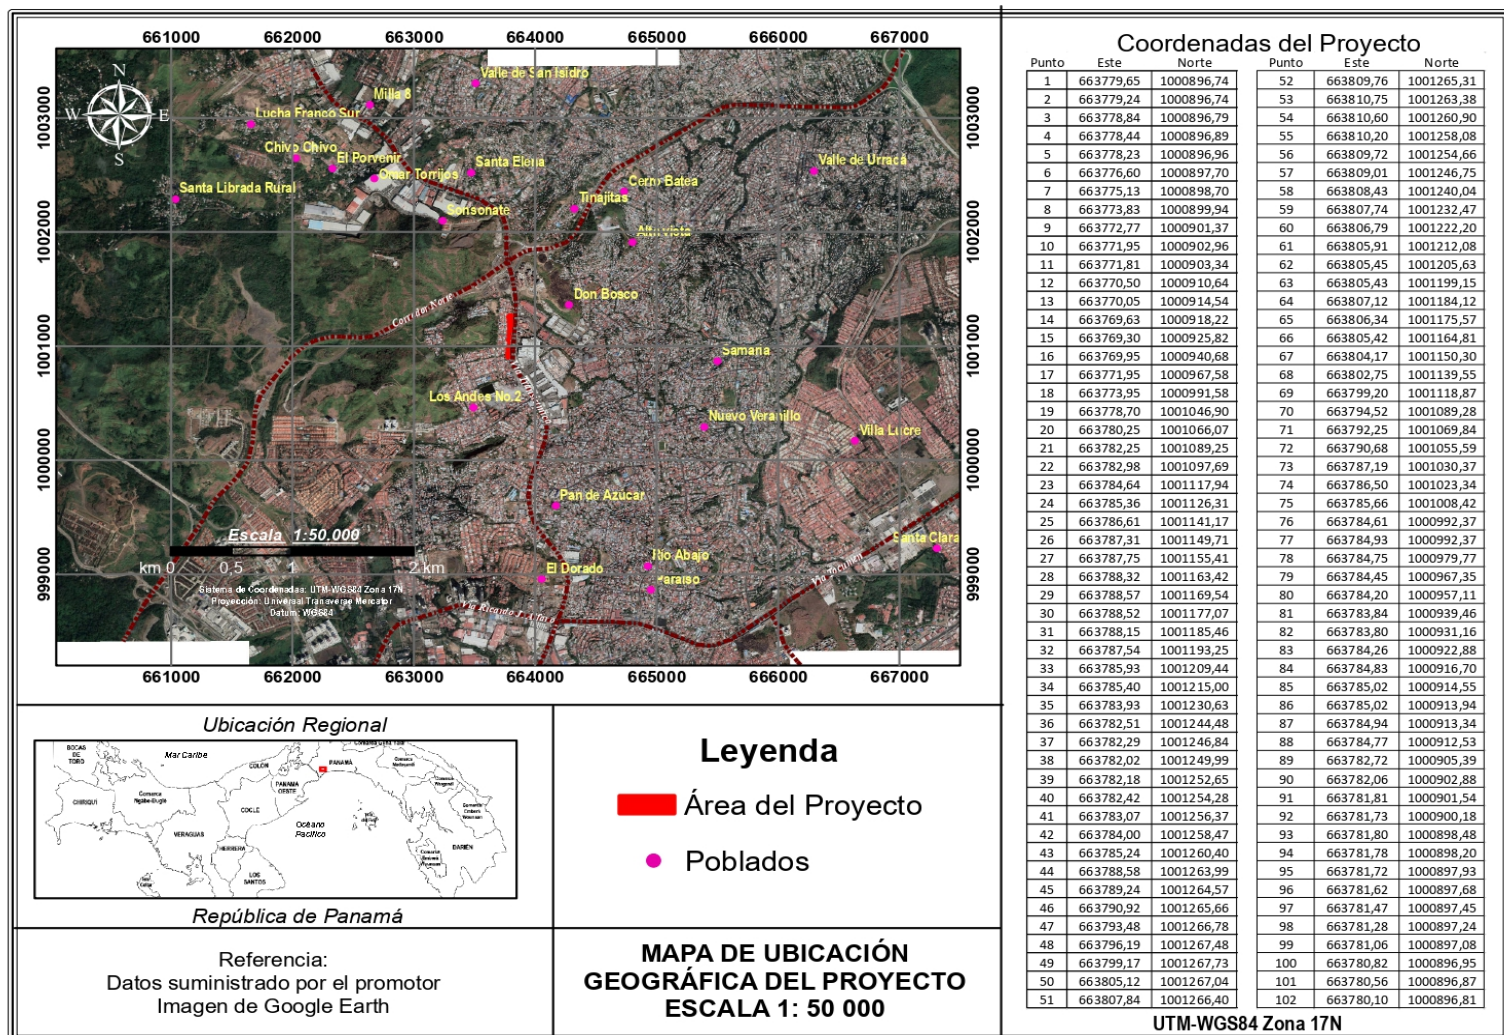 661000 662000 663000 664000 665000 666000 667000
1003000
1002000
1001000
1000000
999000
N
W E
S
Valle de San Isidro
Milla 8
Lucha Franco Sur
Chivo Chivo
El Porvenir
Omar Torrijos
Santa Elena
Santa Librada Rural
Sonsonate
Cerro Batea
Tinajitas
Valle de Urracá
Alta vista
Don Bosco
Corredor Norte
Samaria
Los Andes No.2
Nuevo Veranillo
Villa Lucre
Pan de Azucar
Santa Clara
Rio Abajo
Paraiso
El Dorado
Via Tocumen
Via Ricardo J. Alfaro
Escala 1:50.000
km 0 0,5 1 2 km
Sistema de Coordenadas: UTM-WGS84 Zona 17N
Proyección: Universal Transverse Mercator
Datum: WGS84
1003000
1002000
1001000
1000000
999000
661000 662000 663000 664000 665000 666000 667000
Ubicación Regional
BOCAS
DE
TORO
Mar Caribe
COLON
PANAMÁ
PANAMA
OESTE
CHIRIQUI
Comarca
Ngäbe-Buglé
COCLE
Océano
Pacifico
VERAGUAS
HERRERA
LOS
SANTOS
DARIÉN
República de Panamá
Leyenda
Área del Proyecto
Poblados
Referencia:
Datos suministrado por el promotor
Imagen de Google Earth
MAPA DE UBICACIÓN
GEOGRÁFICA DEL PROYECTO
ESCALA 1: 50 000
Coordenadas del Proyecto
Punto Este Norte Punto Este Norte
1 663779,65 1000896,74 52 663809,76 1001265,31
2 663779,24 1000896,74 53 663810,75 1001263,38
3 663778,84 1000896,79 54 663810,60 1001260,90
4 663778,44 1000896,89 55 663810,20 1001258,08
5 663778,23 1000896,96 56 663809,72 1001254,66
6 663776,60 1000897,70 57 663809,01 1001246,75
7 663775,13 1000898,70 58 663808,43 1001240,04
8 663773,83 1000899,94 59 663807,74 1001232,47
9 663772,77 1000901,37 60 663806,79 1001222,20
10 663771,95 1000902,96 61 663805,91 1001212,08
11 663771,81 1000903,34 62 663805,45 1001205,63
12 663770,50 1000910,64 63 663805,43 1001199,15
13 663770,05 1000914,54 64 663807,12 1001184,12
14 663769,63 1000918,22 65 663806,34 1001175,57
15 663769,30 1000925,82 66 663805,42 1001164,81
16 663769,95 1000940,68 67 663804,17 1001150,30
17 663771,95 1000967,58 68 663802,75 1001139,55
18 663773,95 1000991,58 69 663799,20 1001118,87
19 663778,70 1001046,90 70 663794,52 1001089,28
20 663780,25 1001066,07 71 663792,25 1001069,84
21 663782,25 1001089,25 72 663790,68 1001055,59
22 663782,98 1001097,69 73 663787,19 1001030,37
23 663784,64 1001117,94 74 663786,50 1001023,34
24 663785,36 1001126,31 75 663785,66 1001008,42
25 663786,61 1001141,17 76 663784,61 1000992,37
26 663787,31 1001149,71 77 663784,93 1000992,37
27 663787,75 1001155,41 78 663784,75 1000979,77
28 663788,32 1001163,42 79 663784,45 1000967,35
29 663788,57 1001169,54 80 663784,20 1000957,11
30 663788,52 1001177,07 81 663783,84 1000939,46
31 663788,15 1001185,46 82 663783,80 1000931,16
32 663787,54 1001193,25 83 663784,26 1000922,88
33 663785,93 1001209,44 84 663784,83 1000916,70
34 663785,40 1001215,00 85 663785,02 1000914,55
35 663783,93 1001230,63 86 663785,02 1000913,94
36 663782,51 1001244,48 87 663784,94 1000913,34
37 663782,29 1001246,84 88 663784,77 1000912,53
38 663782,02 1001249,99 89 663782,72 1000905,39
39 663782,18 1001252,65 90 663782,06 1000902,88
40 663782,42 1001254,28 91 663781,81 1000901,54
41 663783,07 1001256,37 92 663781,73 1000900,18
42 663784,00 1001258,47 93 663781,80 1000898,48
43 663785,24 1001260,40 94 663781,78 1000898,20
44 663788,58 1001263,99 95 663781,72 1000897,93
45 663789,24 1001264,57 96 663781,62 1000897,68
46 663790,92 1001265,66 97 663781,47 1000897,45
47 663793,48 1001266,78 98 663781,28 1000897,24
48 663796,19 1001267,48 99 663781,06 1000897,08
49 663799,17 1001267,73 100 663780,82 1000896,95
50 663805,12 1001267,04 101 663780,56 1000896,87
51 663807,84 1001266,40 102 663780,10 1000896,81
UTM-WGS84 Zona 17N